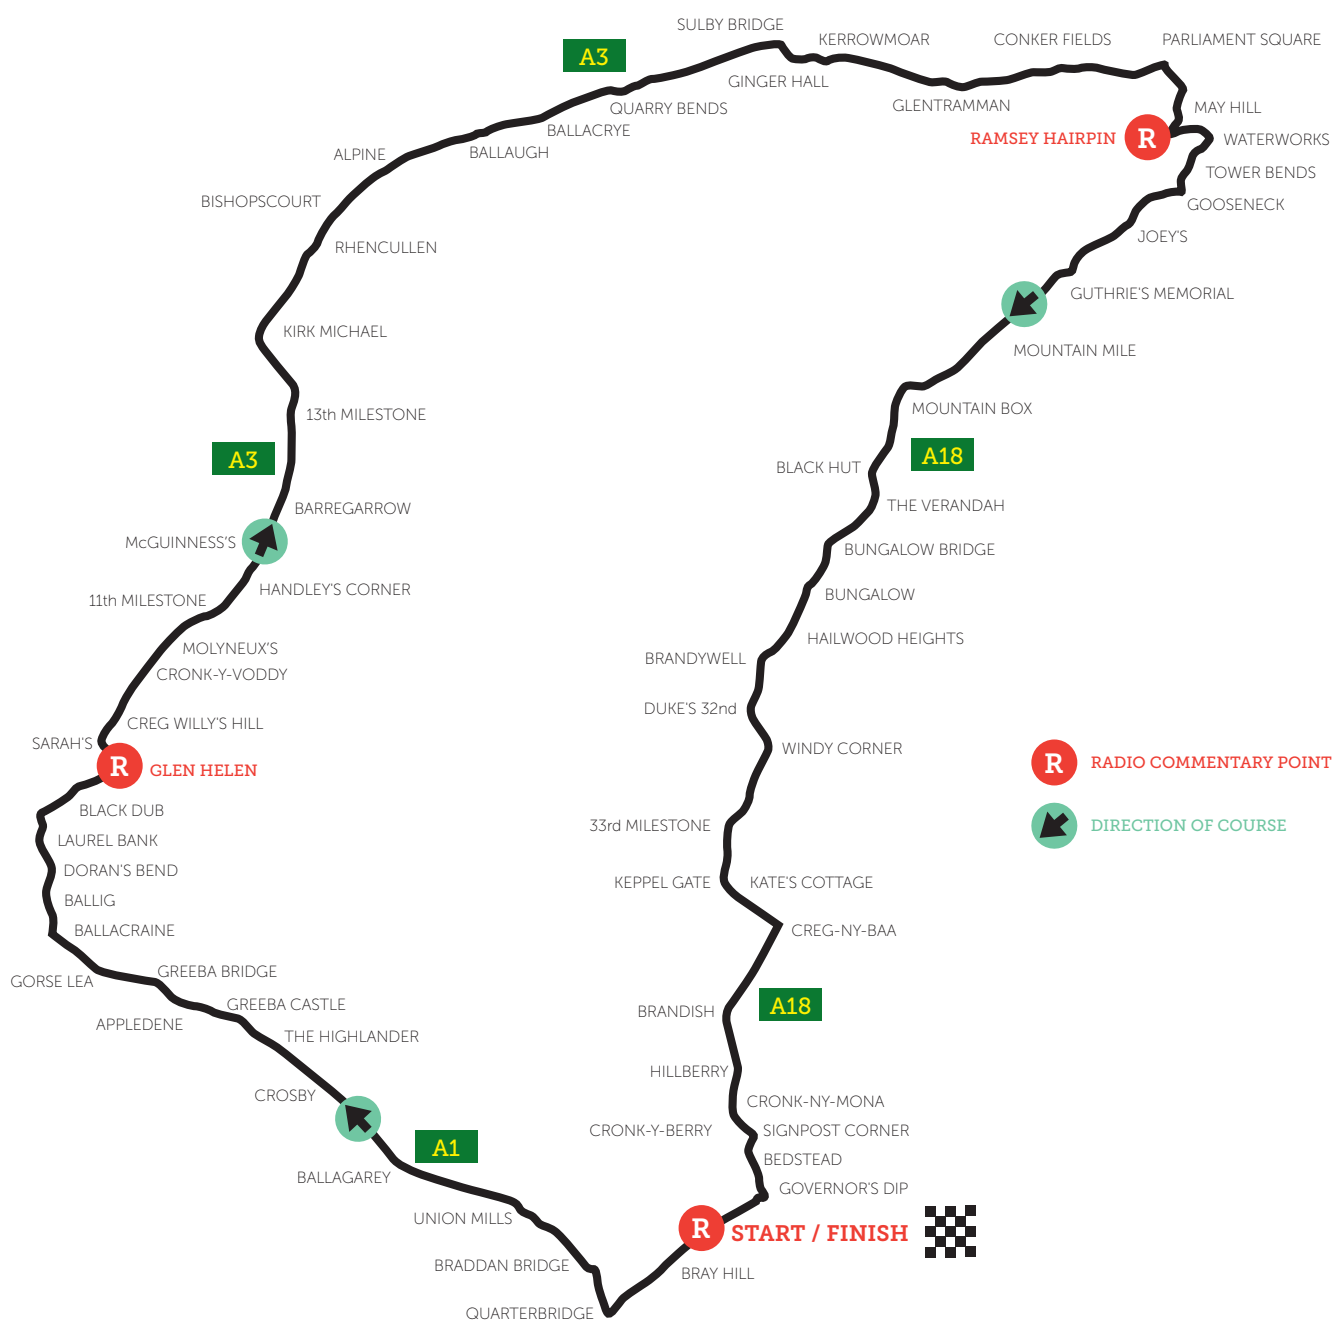 SULBY BRIDGE
KERROWMOAR
CONKER FIELDS
PARLIAMENT SQUARE
A3
GINGER HALL
QUARRY BENDS
GLENTRAMMAN
MAY HILL
BALLACRYE
RAMSEY HAIRPIN
R
WATERWORKS
ALPINE
BALLAUGH
TOWER BENDS
BISHOPSCOURT
GOOSENECK
JOEY'S
RHENCULLEN
GUTHRIE'S MEMORIAL
KIRK MICHAEL
MOUNTAIN MILE
13th MILESTONE
MOUNTAIN BOX
A3
A18
BLACK HUT
BARREGARROW
THE VERANDAH
McGUINNESS'S
BUNGALOW BRIDGE
HANDLEY'S CORNER
11th MILESTONE
BUNGALOW
HAILWOOD HEIGHTS
MOLYNEUX'S
BRANDYWELL
CRONK-Y-VODDY
DUKE'S 32nd
CREG WILLY'S HILL
SARAH'S
WINDY CORNER
R
GLEN HELEN
R
RADIO COMMENTARY POINT
BLACK DUB
33rd MILESTONE
DIRECTION OF COURSE
LAUREL BANK
DORAN'S BEND
KEPPEL GATE
KATE'S COTTAGE
BALLIG
BALLACRAINE
CREG-NY-BAA
GORSE LEA
GREEBA BRIDGE
GREEBA CASTLE
A18
BRANDISH
APPLEDENE
THE HIGHLANDER
HILLBERRY
CROSBY
CRONK-NY-MONA
CRONK-Y-BERRY
SIGNPOST CORNER
A1
BEDSTEAD
BALLAGAREY
GOVERNOR'S DIP
UNION MILLS
R
START / FINISH
BRADDAN BRIDGE
BRAY HILL
QUARTERBRIDGE